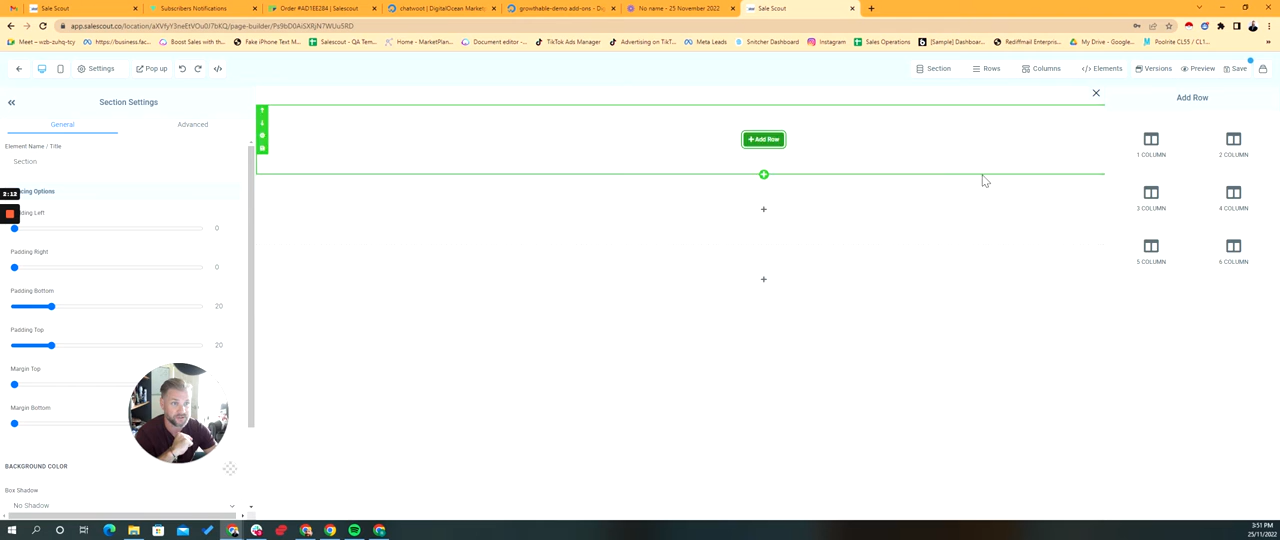 Sale Scout
Subscribers Notifications
Order #AD1EE284 | Salescout
chatwoot | DigitalOcean Market
growthable-demo add-ons - D
No name - 25 November 2022
Sale Scout
app.salescout.co/location/aXVfyY3neEtVOu0J7bKQ/page-builder/Ps9bD0AiSXRjN7WUuSRD
Meet – wzb-zuhq-tcy
https://business.fac...
Boost Sales with th...
Fake iPhone Text M...
Salescout - QA Tem...
Home - MarketPlan...
Document editor -...
TikTok Ads Manager
Advertising on TikT...
Meta Leads
Snitcher Dashboard
Instagram
Sales Operations
[Sample] Dashboar...
Rediffmail Enterpris...
My Drive - Google...
Poolrite CL55 / CL1...
Settings
Pop up
Section
Rows
Columns
Elements
Versions
Preview
Save
Section Settings
Add Row
General
Advanced
Element Name / Title
Section
+ Add Row
1 COLUMN
2 COLUMN
2:12
cing Options
dding Left
0
3 COLUMN
4 COLUMN
Padding Right
0
5 COLUMN
6 COLUMN
Padding Bottom
20
Padding Top
20
Margin Top
Margin Bottom
BACKGROUND COLOR
Box Shadow
No Shadow
3:51 PM
25/11/2022